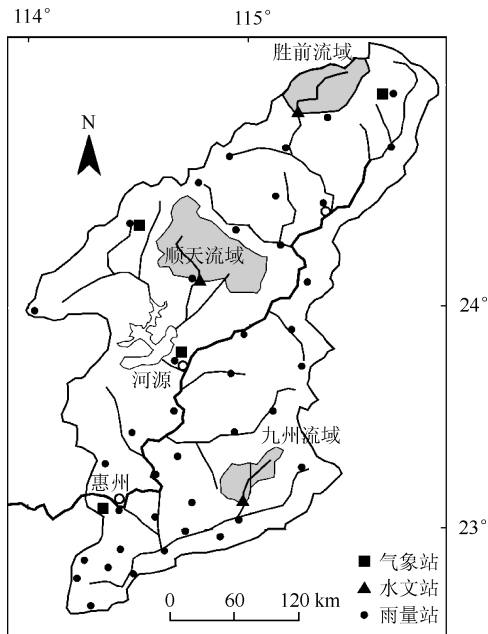 114°
115°
胜前流域
N
顺天流域
24°
河源
九州流域
惠州
23°
气象站
水文站
雨量站
0 60 120 km